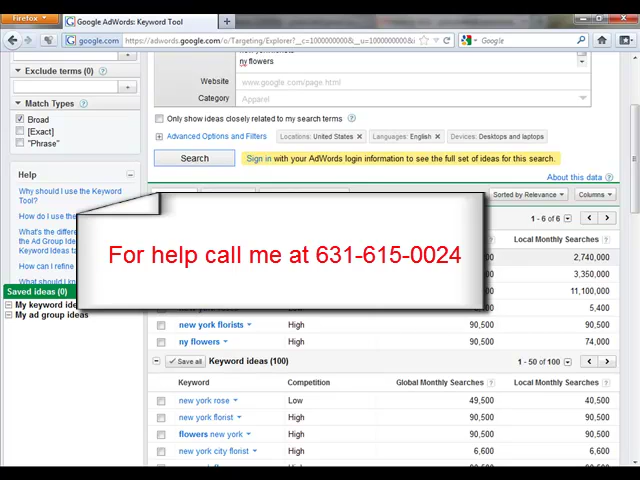 Firefox
Google AdWords: Keyword Tool
google.com https://adwords.google.com/o/Targeting/Explorer?__c=1000000000&__u=1000000000&i
Google
Exclude terms (0)
Match Types
Broad
[Exact]
"Phrase"
Help
Why should I use the Keyword
Tool?
How do I use the
What's the differen
the Ad Group Idea
Keyword Ideas ta
How can I refine
What should I kn
Saved ideas (0)
My keyword ide
My ad group ideas
ny flowers
Website www.google.com/page.html
Category Apparel
Only show ideas closely related to my search terms
Advanced Options and Filters Locations: United States Languages: English Devices: Desktops and laptops
Search Sign in with your AdWords login information to see the full set of ideas for this search.
About this data
Sorted by Relevance Columns
1 - 6 of 6
Local Monthly Searches
2,740,000
3,350,000
11,100,000
5,400
For help call me at 631-615-0024
new york florists High 90,500 90,500
ny flowers High 90,500 74,000
Save all Keyword ideas (100) 1 - 50 of 100
Keyword Competition Global Monthly Searches Local Monthly Searches
new york rose Low 49,500 40,500
new york florist High 90,500 90,500
flowers new york High 90,500 90,500
new york city florist High 6,600 6,600